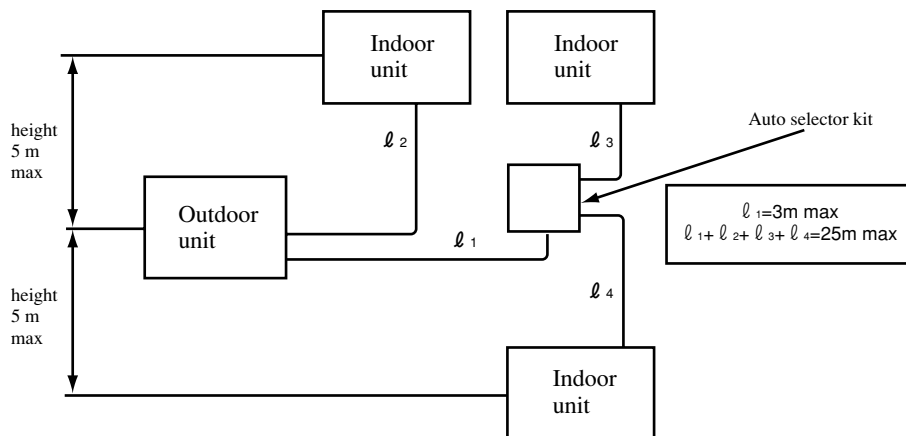 Indoor
unit
Indoor
unit
Auto selector kit
height
5 m
max
ℓ 2
ℓ 3
Outdoor
unit
ℓ 1
ℓ 1=3m max
ℓ 1+ ℓ 2+ ℓ 3+ ℓ 4=25m max
height
5 m
max
ℓ 4
Indoor
unit